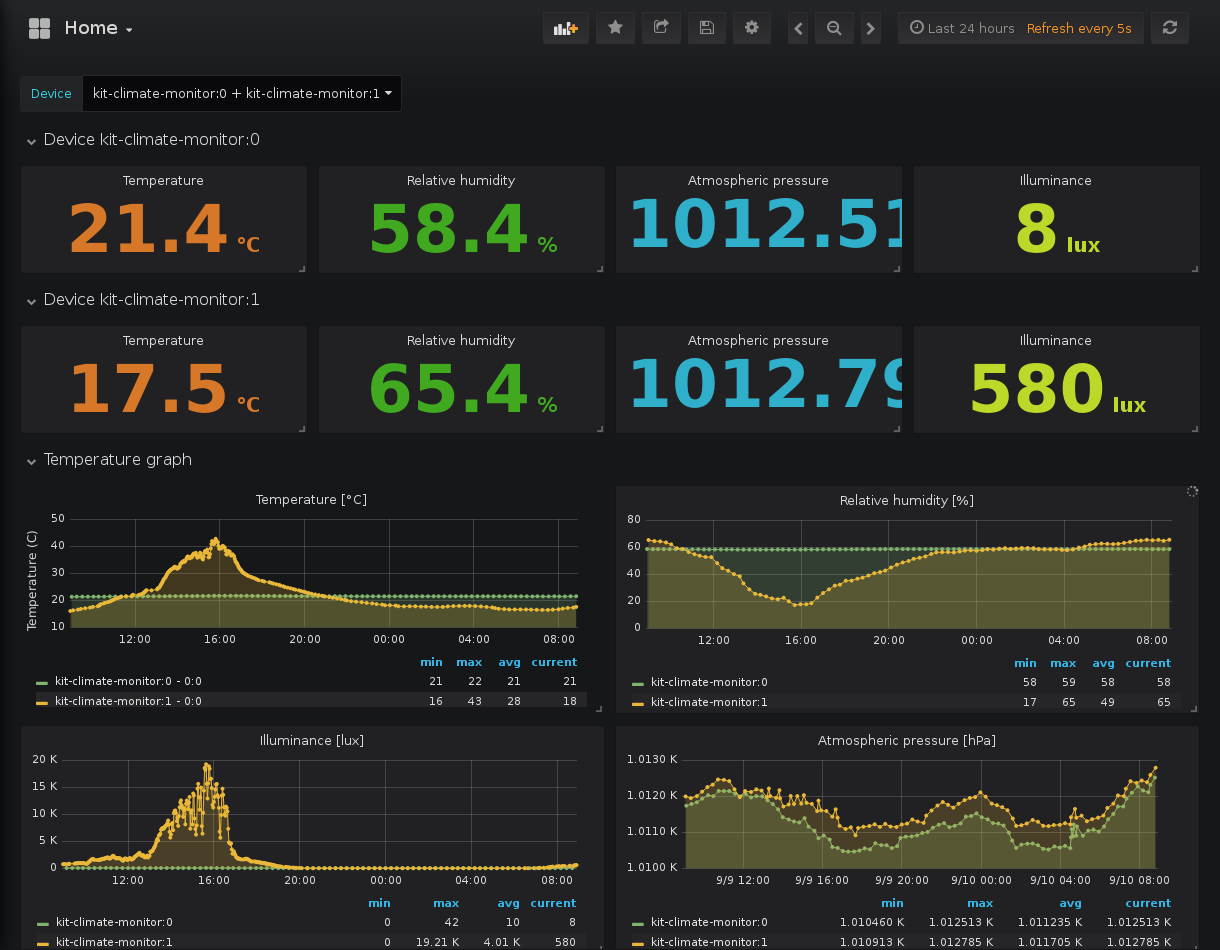 Home
Last 24 hours Refresh every 5s
Device kit-climate-monitor:0 + kit-climate-monitor:1
Device kit-climate-monitor:0
Temperature Relative humidity Atmospheric pressure Illuminance
21.4 °C 58.4 % 1012.51 8 lux
Device kit-climate-monitor:1
Temperature Relative humidity Atmospheric pressure Illuminance
17.5 °C 65.4 % 1012.79 580 lux
Temperature graph
Temperature [°C]
Temperature (C)
50
40
30
20
10
12:00 16:00 20:00 00:00 04:00 08:00
min max avg current
kit-climate-monitor:0 - 0:0 21 22 21 21
kit-climate-monitor:1 - 0:0 16 43 28 18
Relative humidity [%]
80
60
40
20
0
12:00 16:00 20:00 00:00 04:00 08:00
min max avg current
kit-climate-monitor:0 58 59 58 58
kit-climate-monitor:1 17 65 49 65
Illuminance [lux]
20 K
15 K
10 K
5 K
0
12:00 16:00 20:00 00:00 04:00 08:00
min max avg current
kit-climate-monitor:0 0 42 10 8
kit-climate-monitor:1 0 19.21 K 4.01 K 580
Atmospheric pressure [hPa]
1.0130 K
1.0120 K
1.0110 K
1.0100 K
9/9 12:00 9/9 16:00 9/9 20:00 9/10 00:00 9/10 04:00 9/10 08:00
min max avg current
kit-climate-monitor:0 1.010460 K 1.012513 K 1.011235 K 1.012513 K
kit-climate-monitor:1 1.010913 K 1.012785 K 1.011705 K 1.012785 K